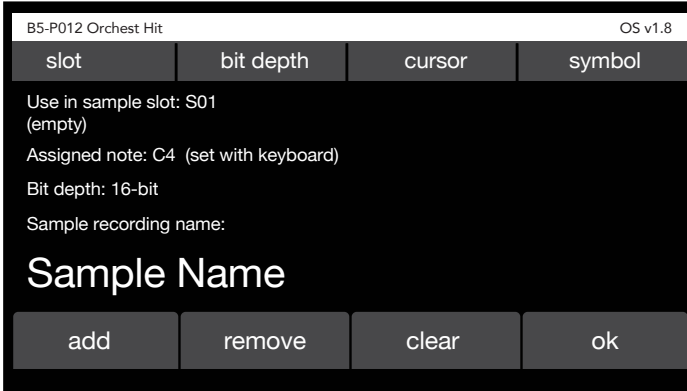 B5-P012 Orchest Hit OS v1.8
slot bit depth cursor symbol
Use in sample slot: S01
(empty)
Assigned note: C4 (set with keyboard)
Bit depth: 16-bit
Sample recording name:
Sample Name
add remove clear ok